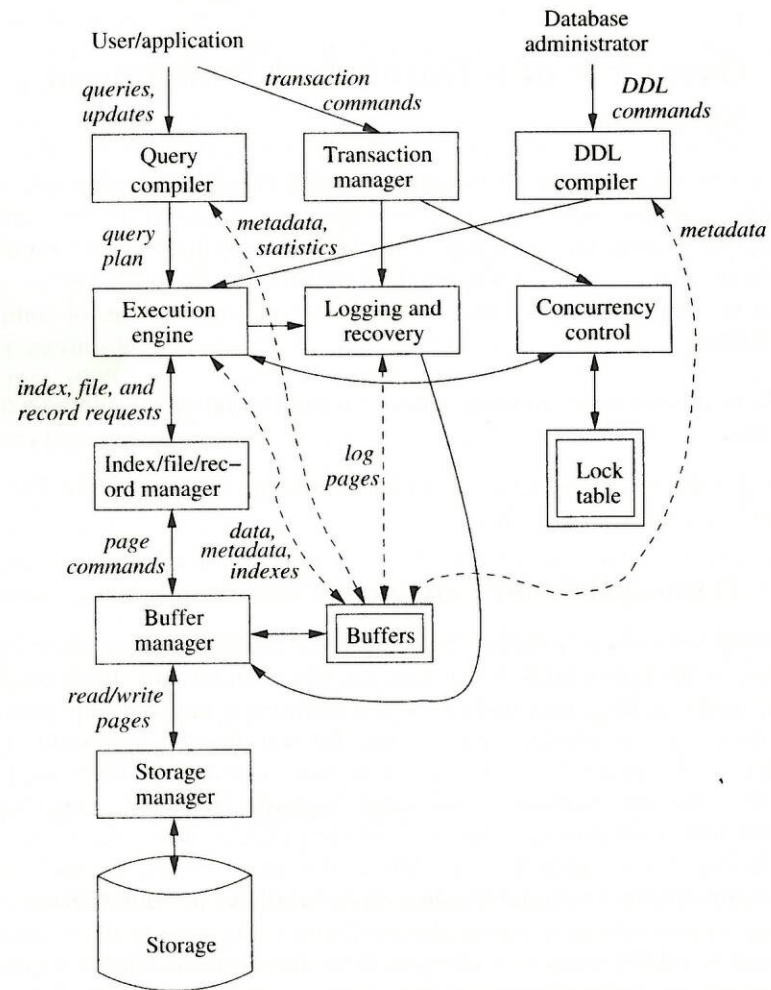 User/application
Database
administrator
queries,
updates
transaction
commands
DDL
commands
Query
compiler
Transaction
manager
DDL
compiler
query
plan
metadata,
statistics
metadata
Execution
engine
Logging and
recovery
Concurrency
control
index, file, and
record requests
log
pages
Lock
table
Index/file/rec–
ord manager
page
commands
data,
metadata,
indexes
Buffer
manager
Buffers
read/write
pages
Storage
manager
Storage